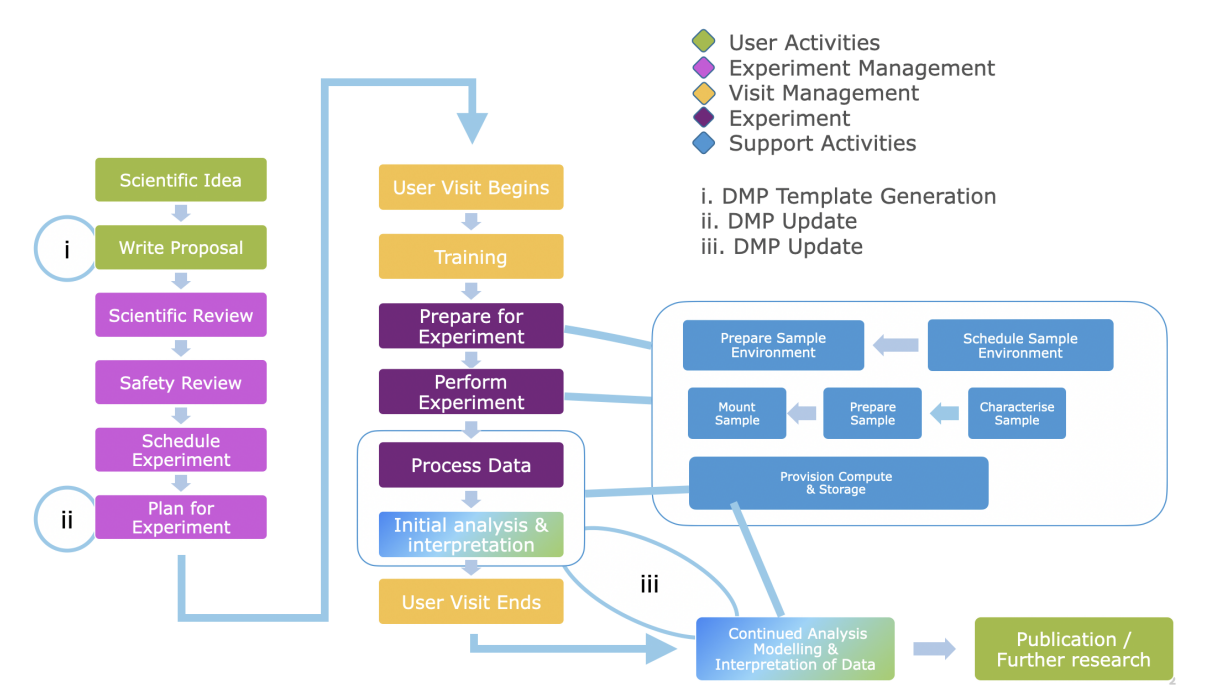 User Activities
Experiment Management
Visit Management
Experiment
Support Activities
i. DMP Template Generation
ii. DMP Update
iii. DMP Update
Scientific Idea
i
Write Proposal
Scientific Review
Safety Review
Schedule
Experiment
ii
Plan for
Experiment
User Visit Begins
Training
Prepare for
Experiment
Perform
Experiment
Process Data
Initial analysis &
interpretation
User Visit Ends
iii
Prepare Sample
Environment
Schedule Sample
Environment
Mount
Sample
Prepare
Sample
Characterise
Sample
Provision Compute
& Storage
Continued Analysis
Modelling &
Interpretation of Data
Publication /
Further research
2